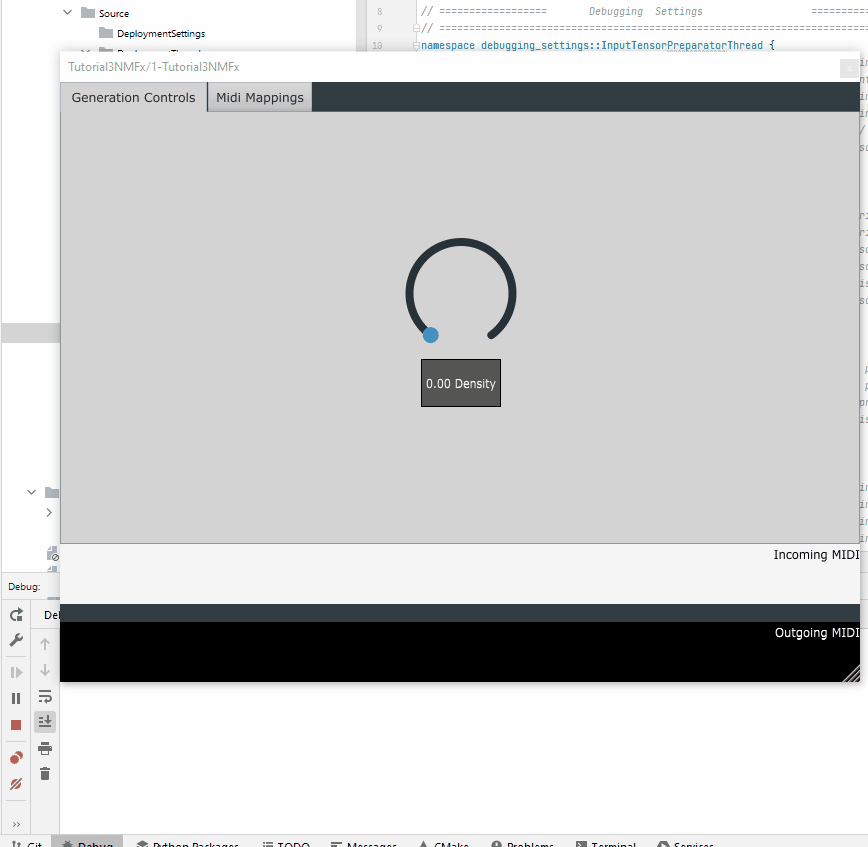 Source
DeploymentSettings
8 // ================== Debugging Settings
9 //
10 namespace debugging_settings::InputTensorPreparatorThread {
Tutorial3NMFx/1-Tutorial3NMFx
Generation Controls
Midi Mappings
0.00 Density
Incoming MIDI
Outgoing MIDI
Debug:
Git
Debug
Python Packages
TODO
Messages
CMake
Problems
Terminal
Services